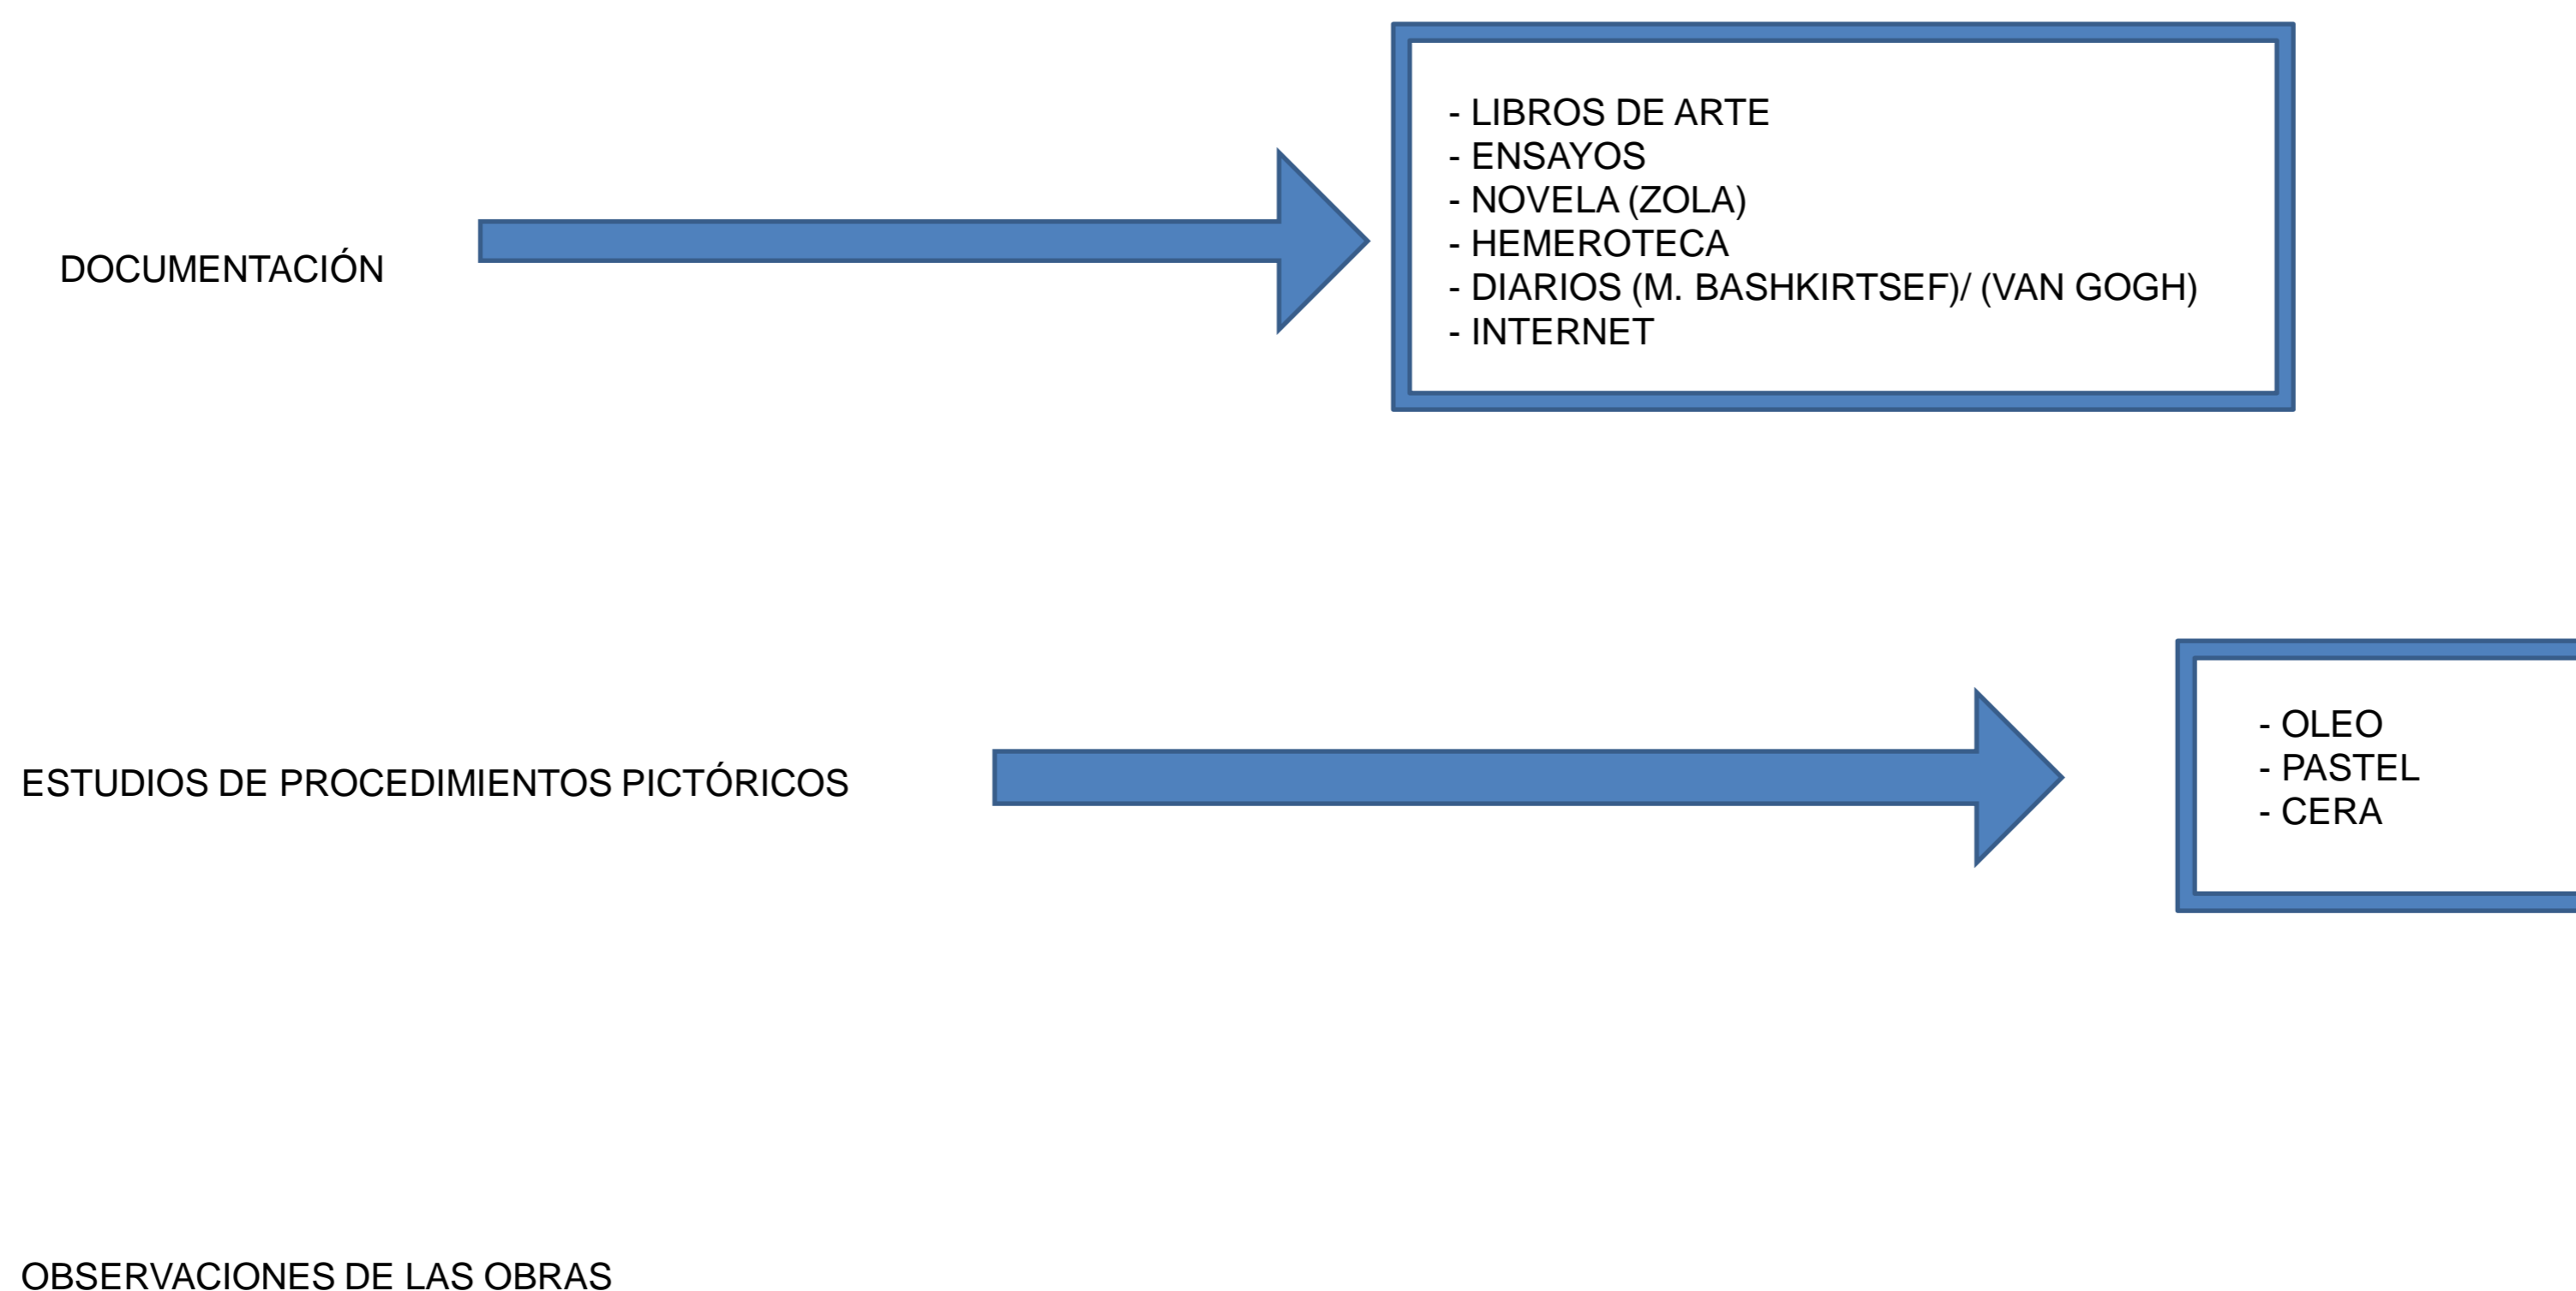 DOCUMENTACIÓN
- LIBROS DE ARTE
- ENSAYOS
- NOVELA (ZOLA)
- HEMEROTECA
- DIARIOS (M. BASHKIRTSEF)/ (VAN GOGH)
- INTERNET
ESTUDIOS DE PROCEDIMIENTOS PICTÓRICOS
- OLEO
- PASTEL
- CERA
OBSERVACIONES DE LAS OBRAS